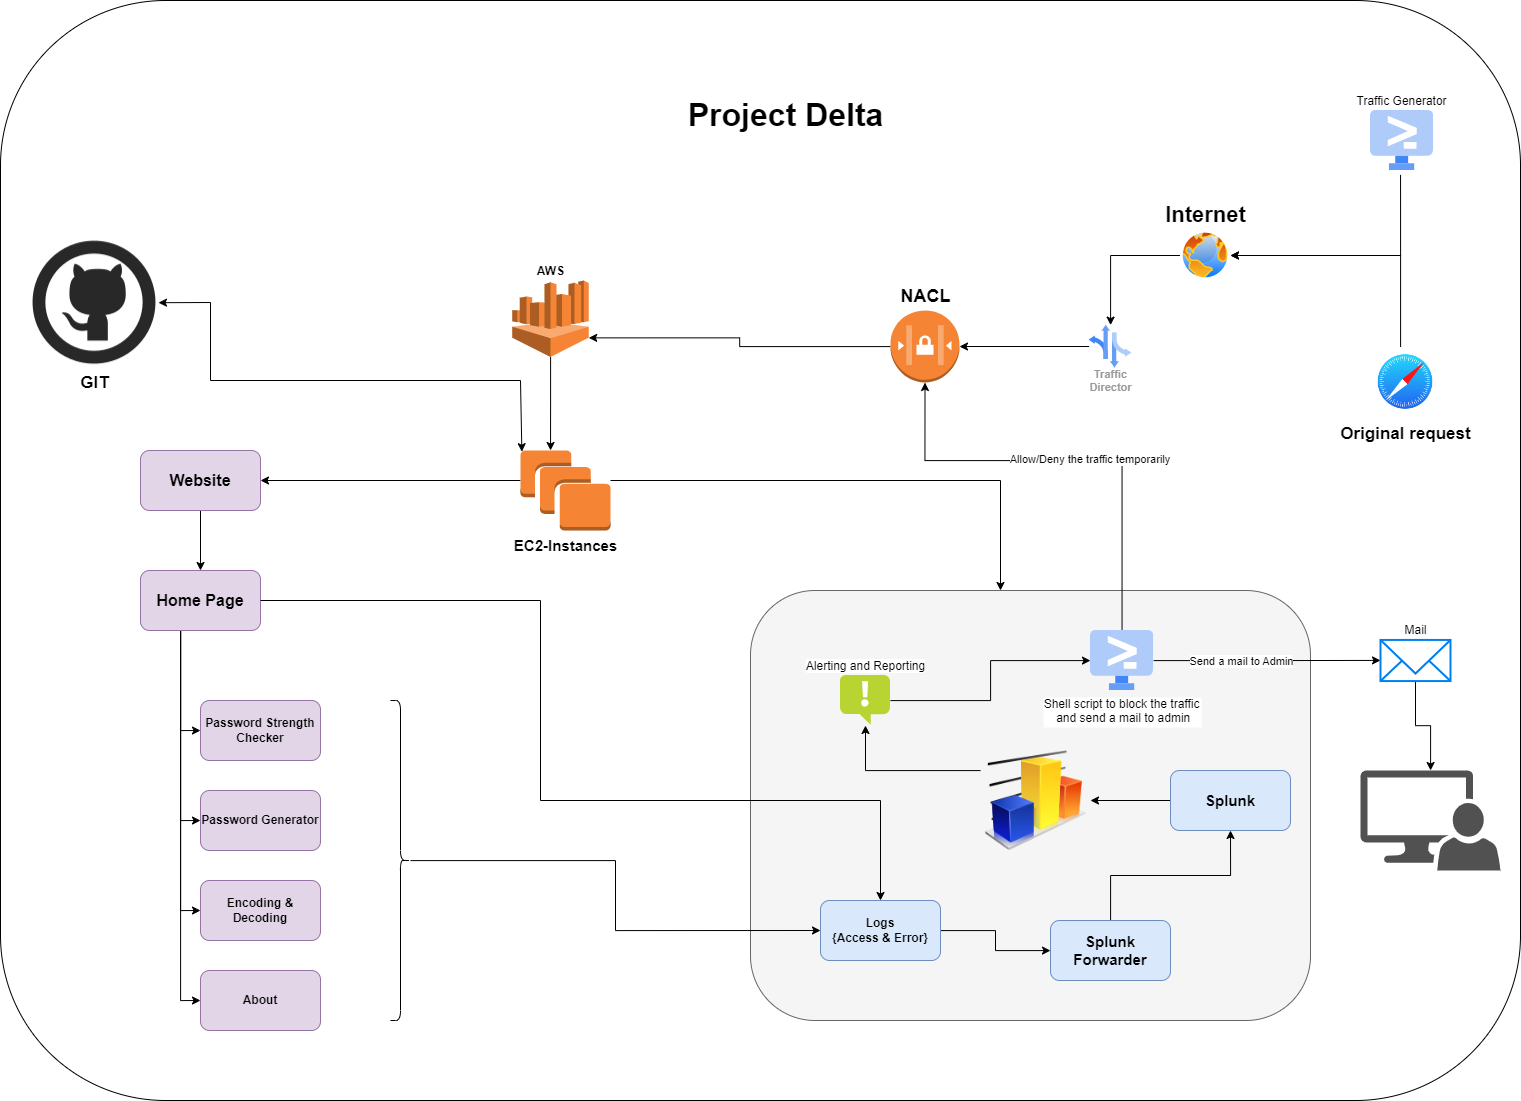 Project Delta
Traffic Generator
Internet
AWS
NACL
Traffic
Director
GIT
Original request
Allow/Deny the traffic temporarily
Website
EC2-Instances
Home Page
Mail
Alerting and Reporting
Send a mail to Admin
Shell script to block the traffic
and send a mail to admin
Password Strength
Checker
Splunk
Password Generator
Encoding &
Decoding
Logs
{Access & Error}
Splunk
Forwarder
About